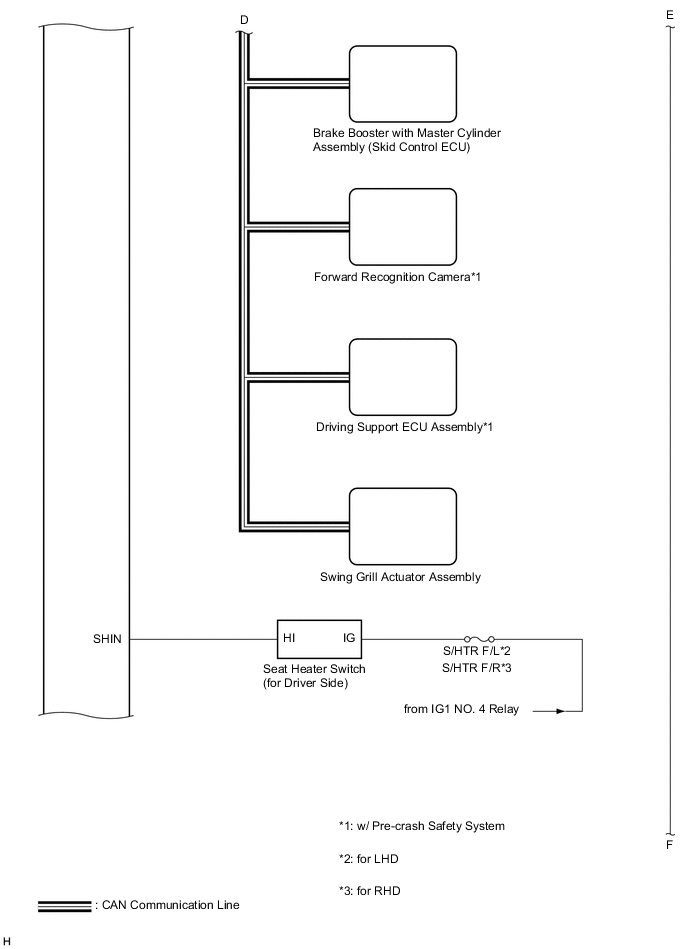 D
E
Brake Booster with Master Cylinder
Assembly (Skid Control ECU)
Forward Recognition Camera*1
Driving Support ECU Assembly*1
Swing Grill Actuator Assembly
SHIN
HI
IG
S/HTR F/L*2
S/HTR F/R*3
Seat Heater Switch
(for Driver Side)
from IG1 NO. 4 Relay
*1: w/ Pre-crash Safety System
F
*2: for LHD
*3: for RHD
: CAN Communication Line
H